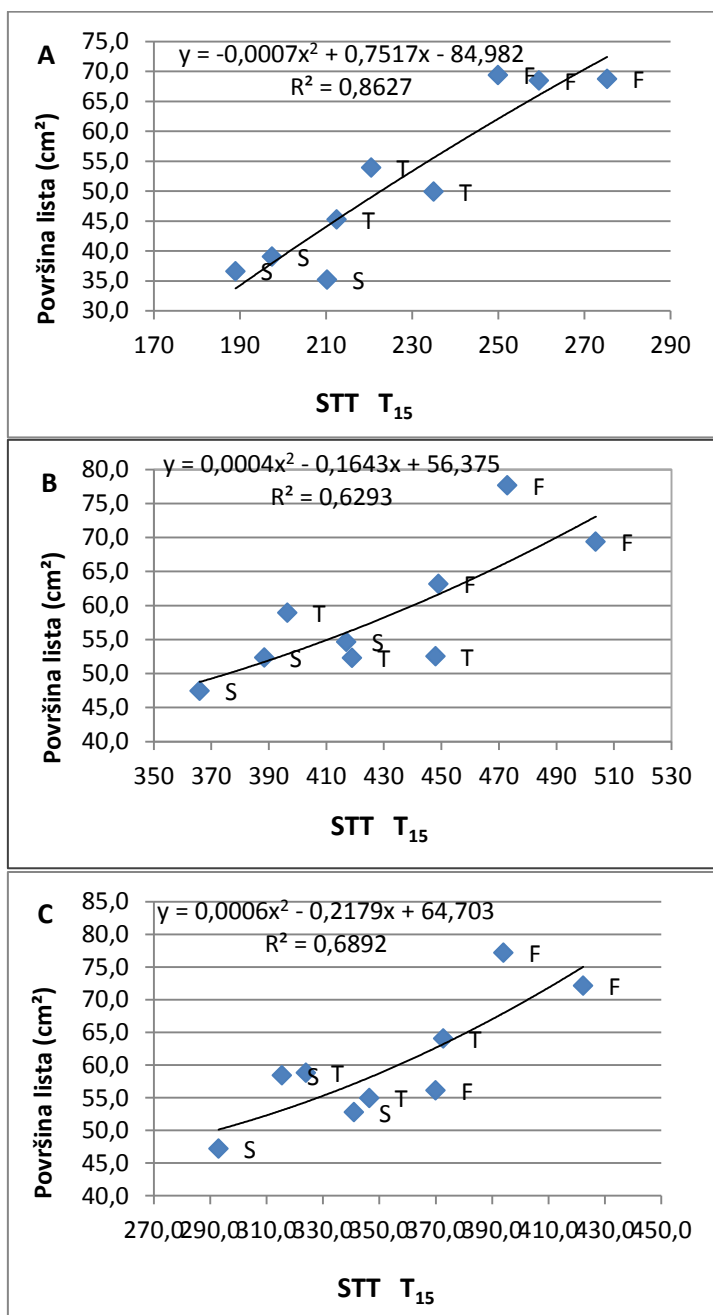 A
y = -0,0007x² + 0,7517x - 84,982
R² = 0,8627
Površina lista (cm²)
75,0
70,0
65,0
60,0
55,0
50,0
45,0
40,0
35,0
30,0
F
F
F
T
T
T
S
S
S
170 190 210 230 250 270 290
STT T₁₅
B
y = 0,0004x² - 0,1643x + 56,375
R² = 0,6293
Površina lista (cm²)
80,0
75,0
70,0
65,0
60,0
55,0
50,0
45,0
40,0
F
F
F
T
S
S
T
T
S
350 370 390 410 430 450 470 490 510 530
STT T₁₅
C
y = 0,0006x² - 0,2179x + 64,703
R² = 0,6892
Površina lista (cm²)
85,0
80,0
75,0
70,0
65,0
60,0
55,0
50,0
45,0
40,0
F
F
T
S
T
F
T
S
S
270,0 290,0 310,0 330,0 350,0 370,0 390,0 410,0 430,0 450,0
STT T₁₅